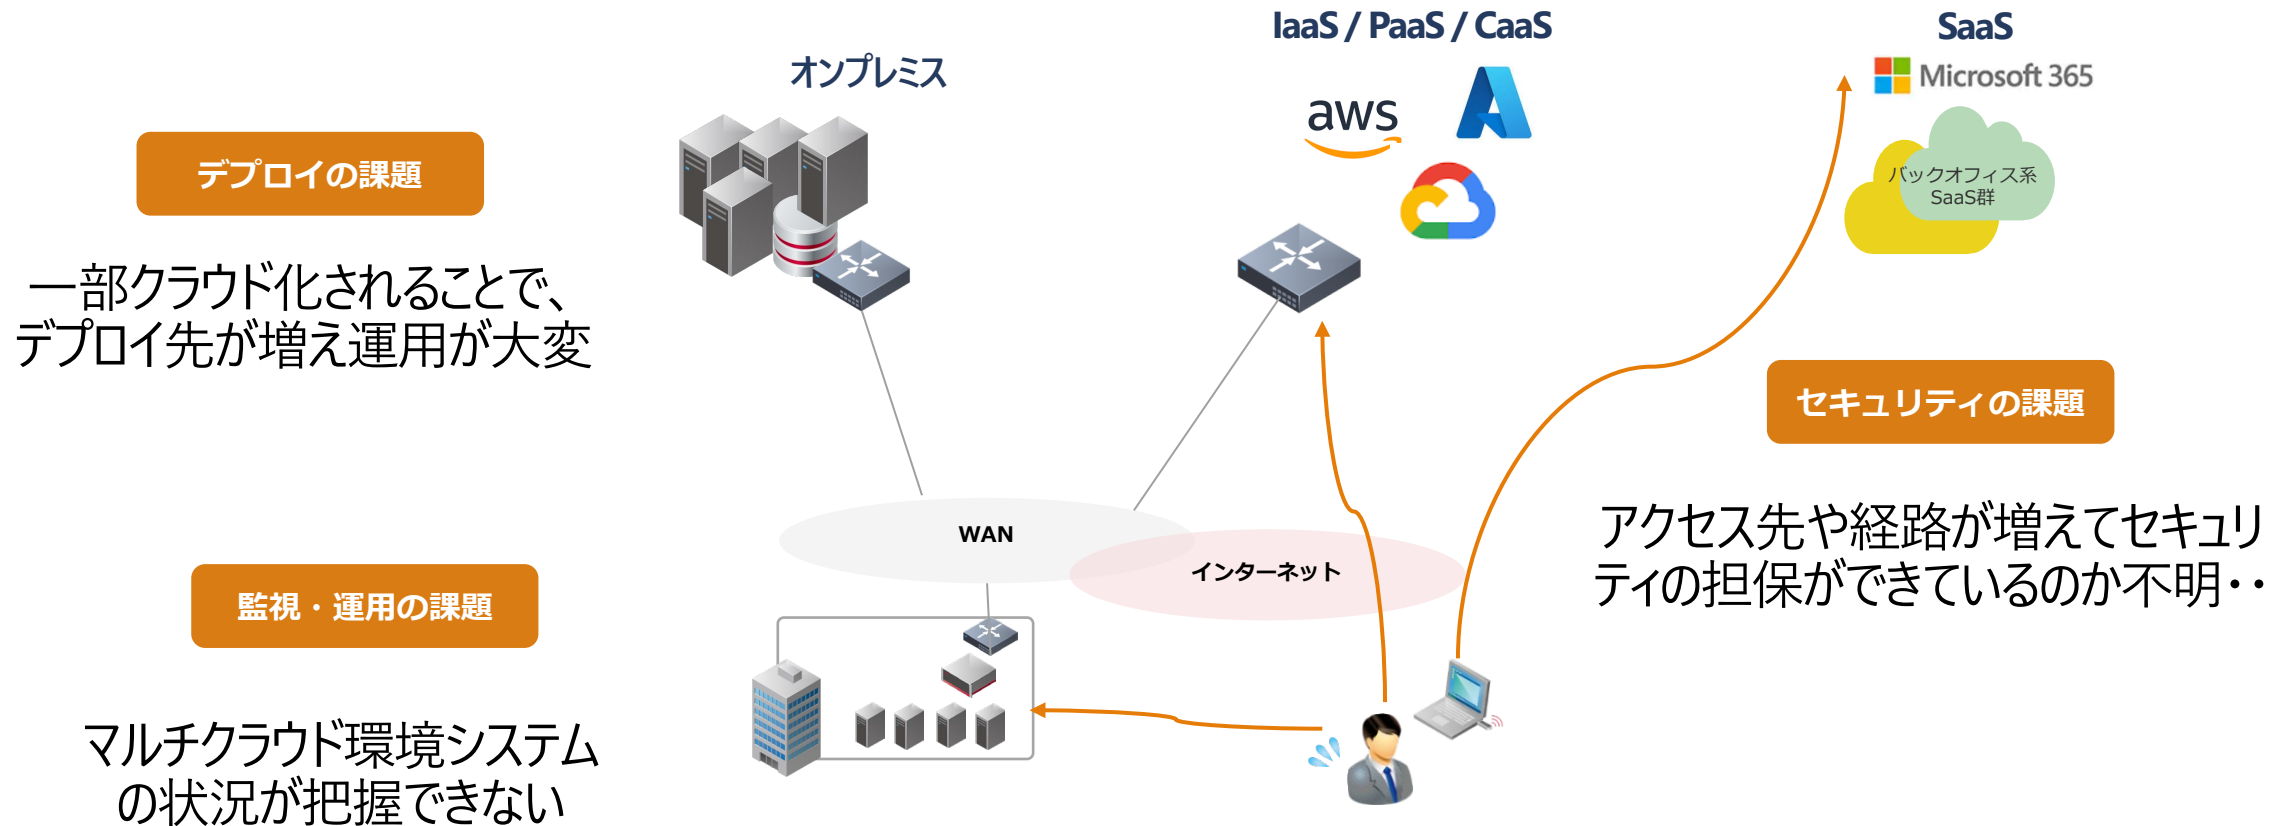 IaaS / PaaS / CaaS
SaaS
オンプレミス
Microsoft 365
aws
デプロイの課題
バックオフィス系
SaaS群
一部クラウド化されることで、
デプロイ先が増え運用が大変
セキュリティの課題
アクセス先や経路が増えてセキュリ
ティの担保ができているのか不明・・
WAN
インターネット
監視・運用の課題
マルチクラウド環境システム
の状況が把握できない